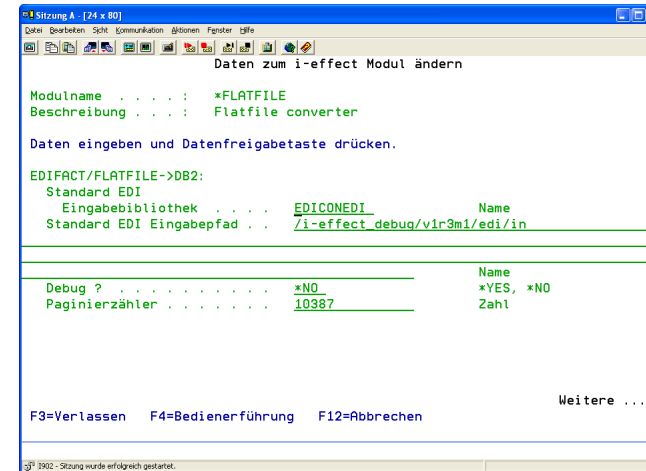 Sitzung A - [24 x 80]
Datei Bearbeiten Sicht Kommunikation Aktionen Fenster Hilfe
Daten zum i-effect Modul ändern
Modulname . . . . : *FLATFILE
Beschreibung . . . : Flatfile converter
Daten eingeben und Datenfreigabetaste drücken.
EDIFACT/FLATFILE->DB2:
Standard EDI
Eingabebibliothek . . . . EDICONEDI Name
Standard EDI Eingabepfad . . /i-effect_debug/v1r3m1/edi/in
Name
Debug ? . . . . . . . . . . *NO *YES, *NO
Paginierzähler . . . . . . . 10387 Zahl
Weitere ...
F3=Verlassen F4=Bedienerführung F12=Abbrechen
I902 - Sitzung wurde erfolgreich gestartet.